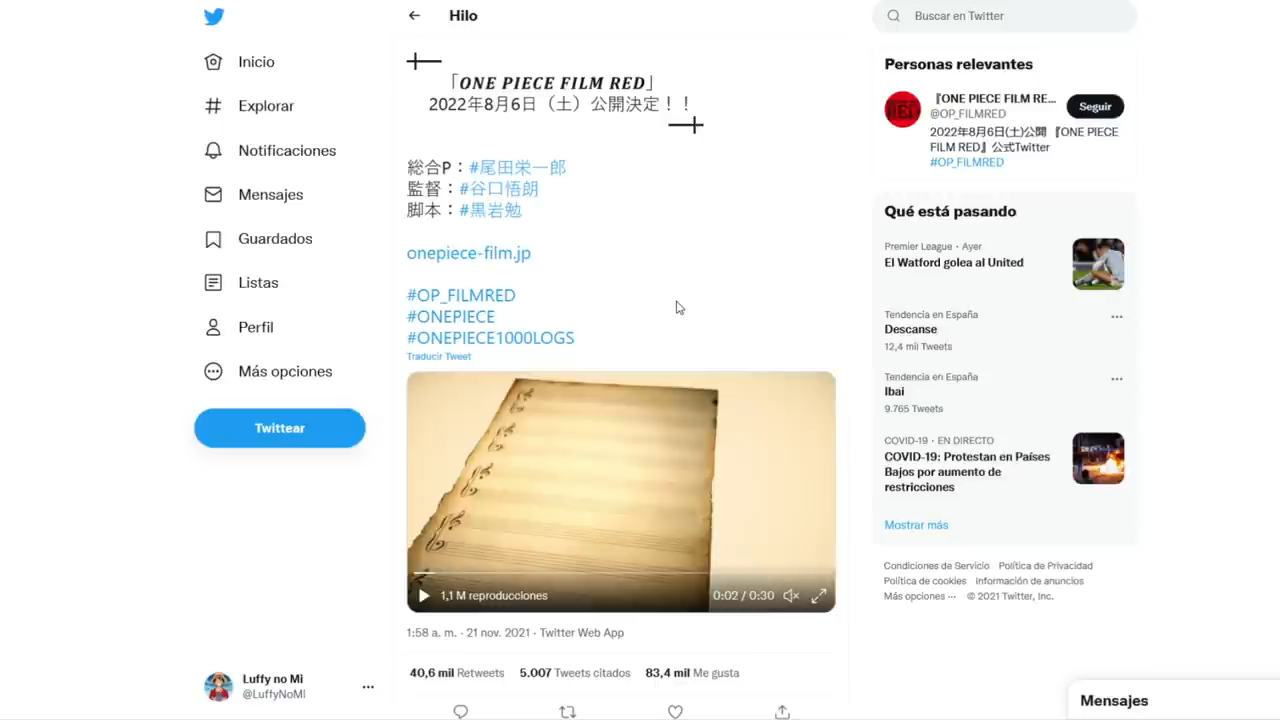 Inicio
Explorar
Notificaciones
Mensajes
Guardados
Listas
Perfil
Más opciones
Twittear
Luffy no Mi
@LuffyNoMI
Hilo
「ONE PIECE FILM RED」
2022年8月6日（土）公開決定！！
総合P：#尾田栄一郎
監督：#谷口悟朗
脚本：#黒岩勉
onepiece-film.jp
#OP_FILMRED
#ONEPIECE
#ONEPIECE1000LOGS
Traducir Tweet
1,1 M reproducciones
0:02 / 0:30
1:58 a. m. · 21 nov. 2021 · Twitter Web App
40,6 mil Retweets 5.007 Tweets citados 83,4 mil Me gusta
Buscar en Twitter
Personas relevantes
『ONE PIECE FILM RE...
@OP_FILMRED
Seguir
2022年8月6日(土)公開 『ONE PIECE
FILM RED』公式Twitter
#OP_FILMRED
Qué está pasando
Premier League · Ayer
El Watford golea al United
Tendencia en España
Descanse
12,4 mil Tweets
Tendencia en España
Ibai
9.765 Tweets
COVID-19 · EN DIRECTO
COVID-19: Protestan en Países
Bajos por aumento de
restricciones
Mostrar más
Condiciones de Servicio Política de Privacidad
Política de cookies Información de anuncios
Más opciones ··· © 2021 Twitter, Inc.
Mensajes